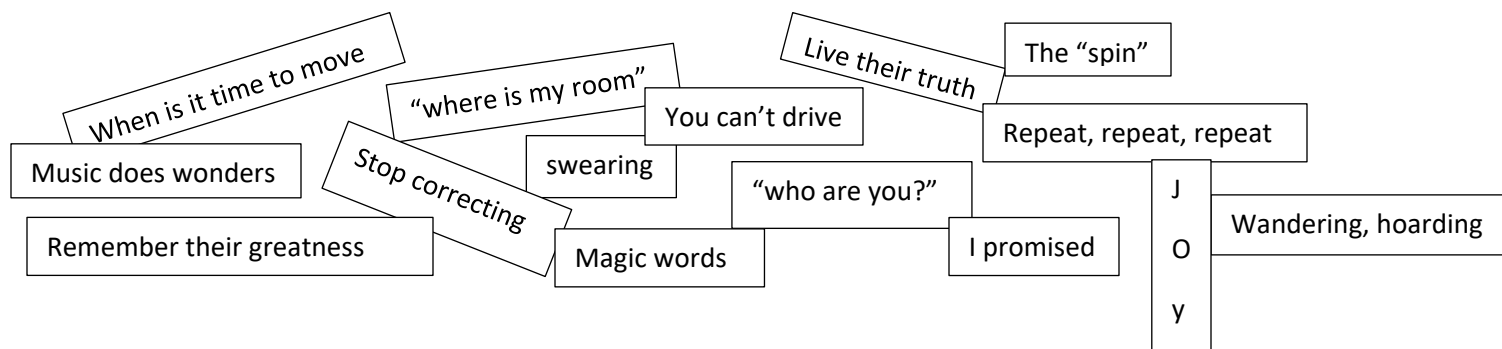 When is it time to move
“where is my room”
Live their truth
The “spin”
You can’t drive
Repeat, repeat, repeat
Music does wonders
Stop correcting
swearing
“who are you?”
J
O
y
Wandering, hoarding
Remember their greatness
Magic words
I promised